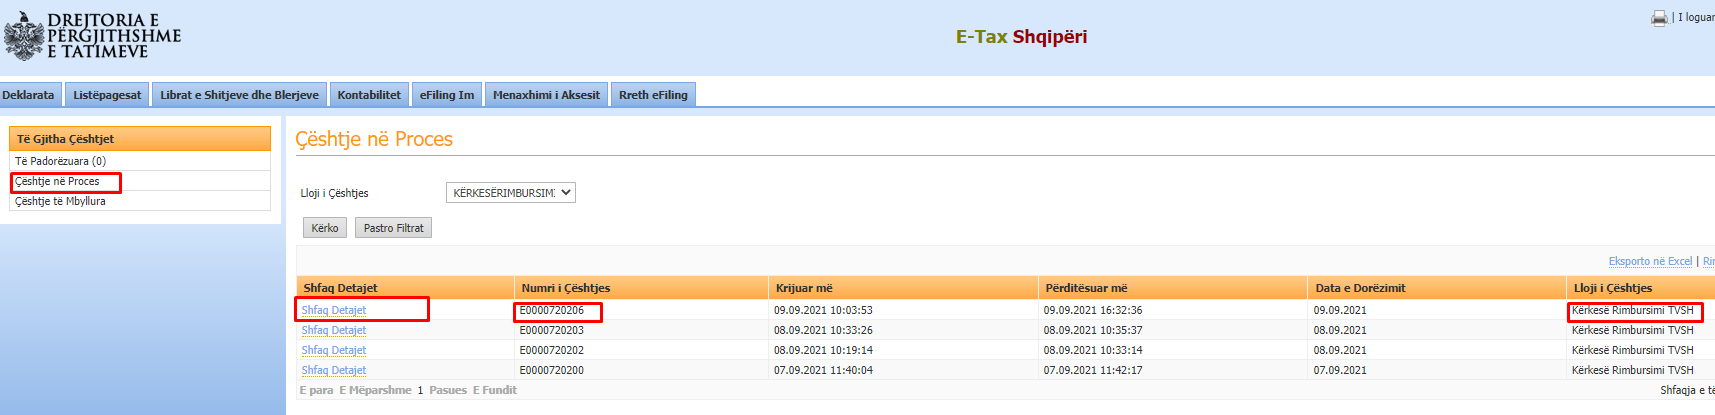 DREJTORIA E
PËRGJITHSHME
E TATIMEVE
E-Tax Shqipëri
| I loguar
Deklarata Listëpagesat Librat e Shitjeve dhe Blerjeve Kontabilitet eFiling Im Menaxhimi i Aksesit Rreth eFiling
Të Gjitha Çështjet
Të Padorëzuara (0)
Çështje në Proces
Çështje të Mbyllura
Çështje në Proces
Lloji i Çështjes KËRKESËRIMBURSIMI
Kërko Pastro Filtrat
Eksporto në Excel | Rir
Shfaq Detajet Numri i Çështjes Krijuar më Përditësuar më Data e Dorëzimit Lloji i Çështjes
Shfaq Detajet E0000720206 09.09.2021 10:03:53 09.09.2021 16:32:36 09.09.2021 Kërkesë Rimbursimi TVSH
Shfaq Detajet E0000720203 08.09.2021 10:33:26 08.09.2021 10:35:37 08.09.2021 Kërkesë Rimbursimi TVSH
Shfaq Detajet E0000720202 08.09.2021 10:19:14 08.09.2021 10:33:14 08.09.2021 Kërkesë Rimbursimi TVSH
Shfaq Detajet E0000720200 07.09.2021 11:40:04 07.09.2021 11:42:17 07.09.2021 Kërkesë Rimbursimi TVSH
E para E Mëparshme 1 Pasues E Fundit
Shfaqja e të